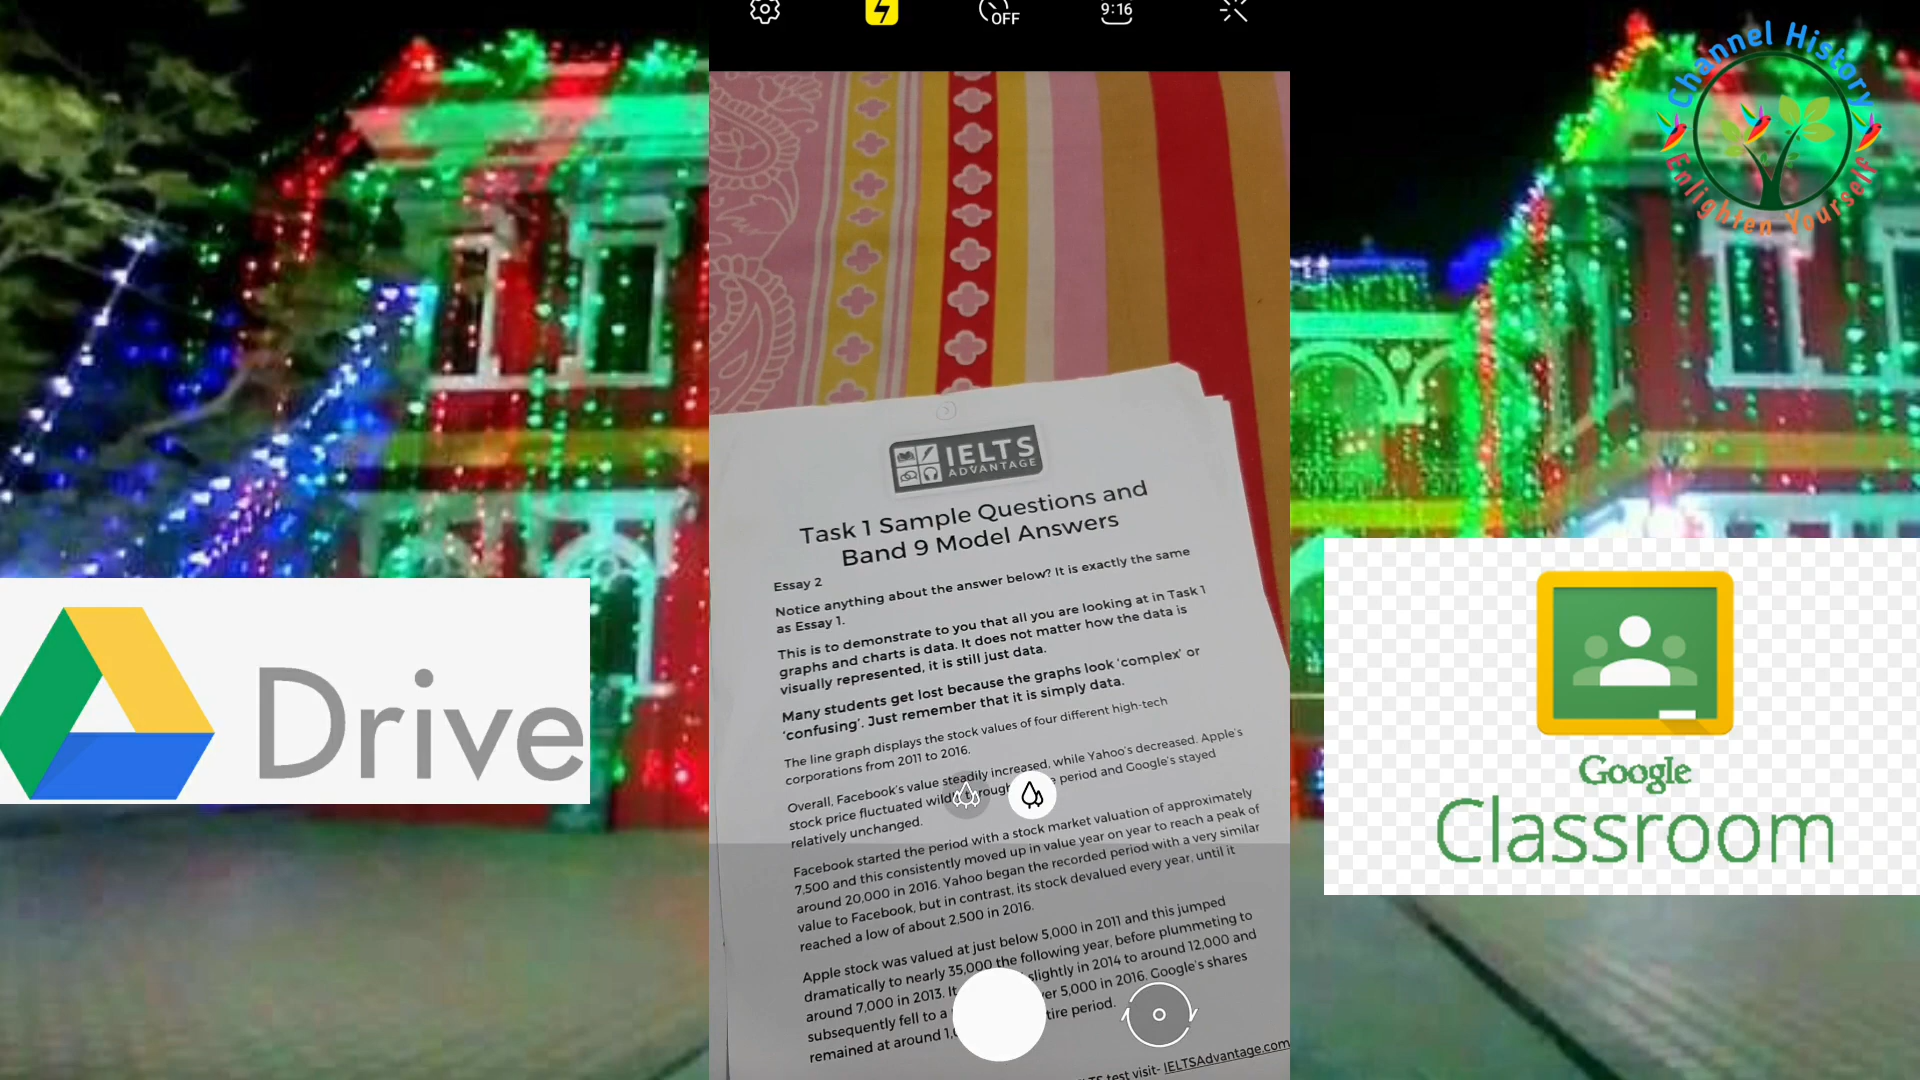 OFF
9:16
Channel History
Enlighten Yourself
IELTS
ADVANTAGE
Task 1 Sample Questions and
Band 9 Model Answers
Essay 2
Notice anything about the answer below? It is exactly the same
as Essay 1.
This is to demonstrate to you that all you are looking at in Task 1
graphs and charts is data. It does not matter how the data is
visually represented, it is still just data.
Many students get lost because the graphs look 'complex' or
'confusing'. Just remember that it is simply data.
The line graph displays the stock values of four different high-tech
corporations from 2011 to 2016.
Overall, Facebook's value steadily increased, while Yahoo's decreased. Apple's
stock price fluctuated period and Google's stayed
relatively unchanged.
Facebook started the period with a stock market valuation of approximately
7,500 and this consistently moved up in value year on year to reach a peak of
around 20,000 in 2016. Yahoo began the recorded period with a very similar
value to Facebook, but in contrast, its stock devalued every year, until it
reached a low of about 2,500 in 2016.
Apple stock was valued at just below 5,000 in 2011 and this jumped
dramatically to nearly 35,000 the following year, before plummeting to
around 7,000 in 2013. It slightly in 2014 to around 12,000 and
subsequently fell to a 5,000 in 2016. Google's shares
remained at around period.
test visit- IELTSAdvantage.com
Drive
Google
Classroom